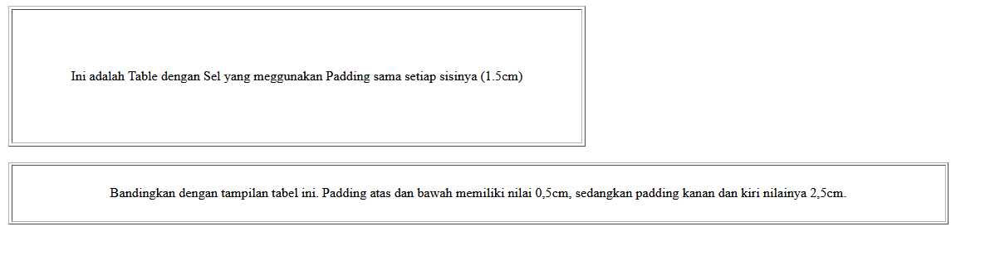 Ini adalah Table dengan Sel yang meggunakan Padding sama setiap sisinya (1.5cm)
Bandingkan dengan tampilan tabel ini. Padding atas dan bawah memiliki nilai 0,5cm, sedangkan padding kanan dan kiri nilainya 2,5cm.